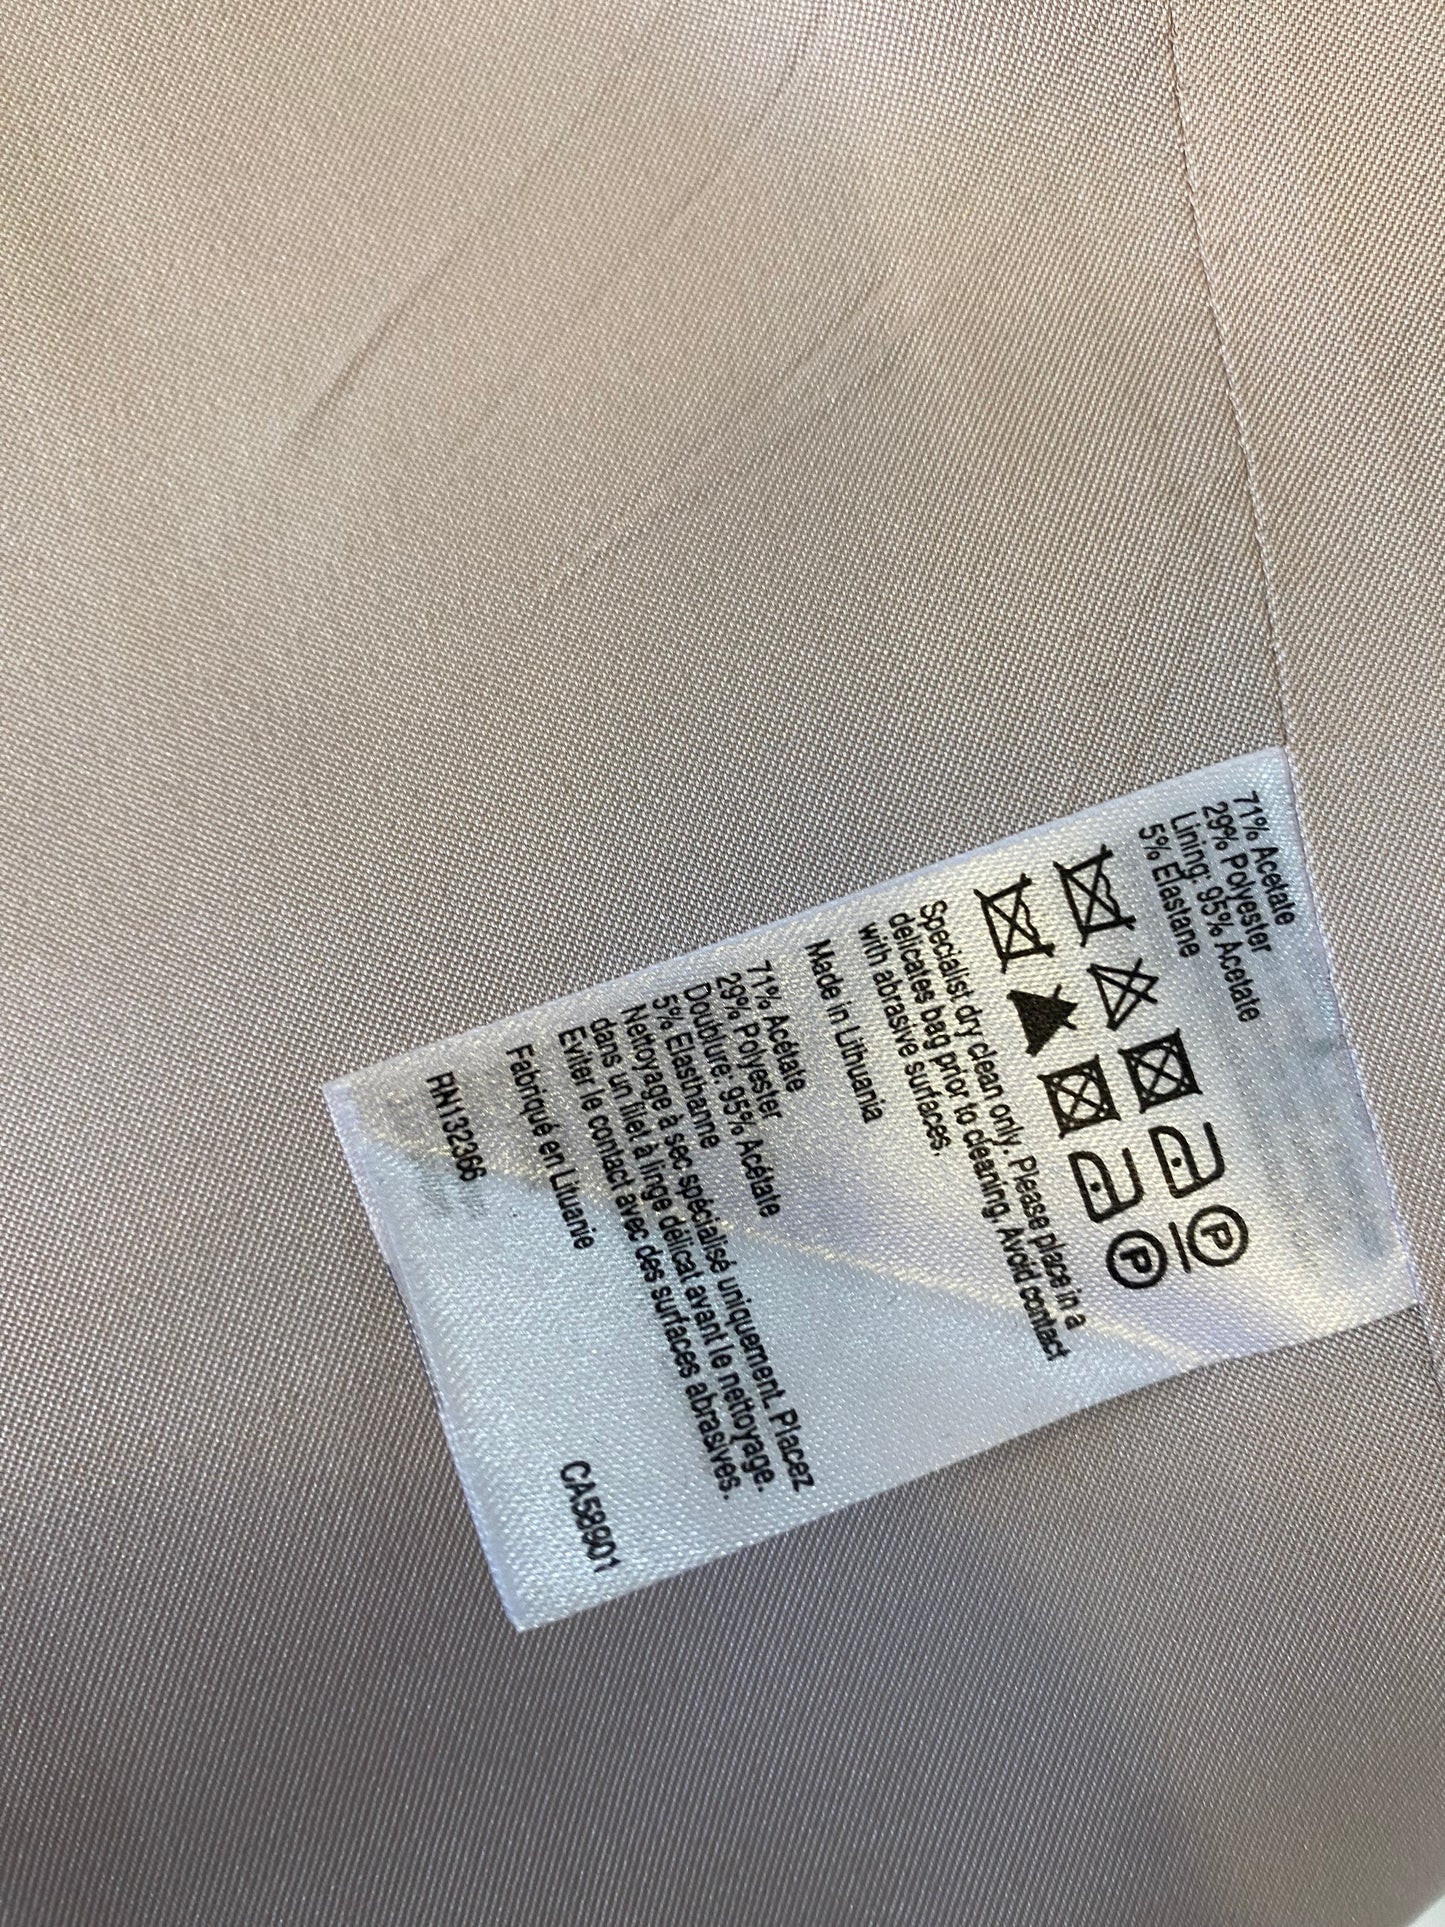 71% Acetate
29% Polyester
Lining: 95% Acetate
5% Elastane
P
P
Specialist dry clean only. Please place in a
delicates bag prior to cleaning. Avoid contact
with abrasive surfaces.
Made in Lithuania
71% Acétate
29% Polyester
Doublure: 95% Acétate
5% Elasthanne
Nettoyage à sec spécialisé uniquement. Placez
dans un filet à linge délicat avant le nettoyage.
Eviter le contact avec des surfaces abrasives.
Fabriqué en Lituanie
RN132366
CA58901